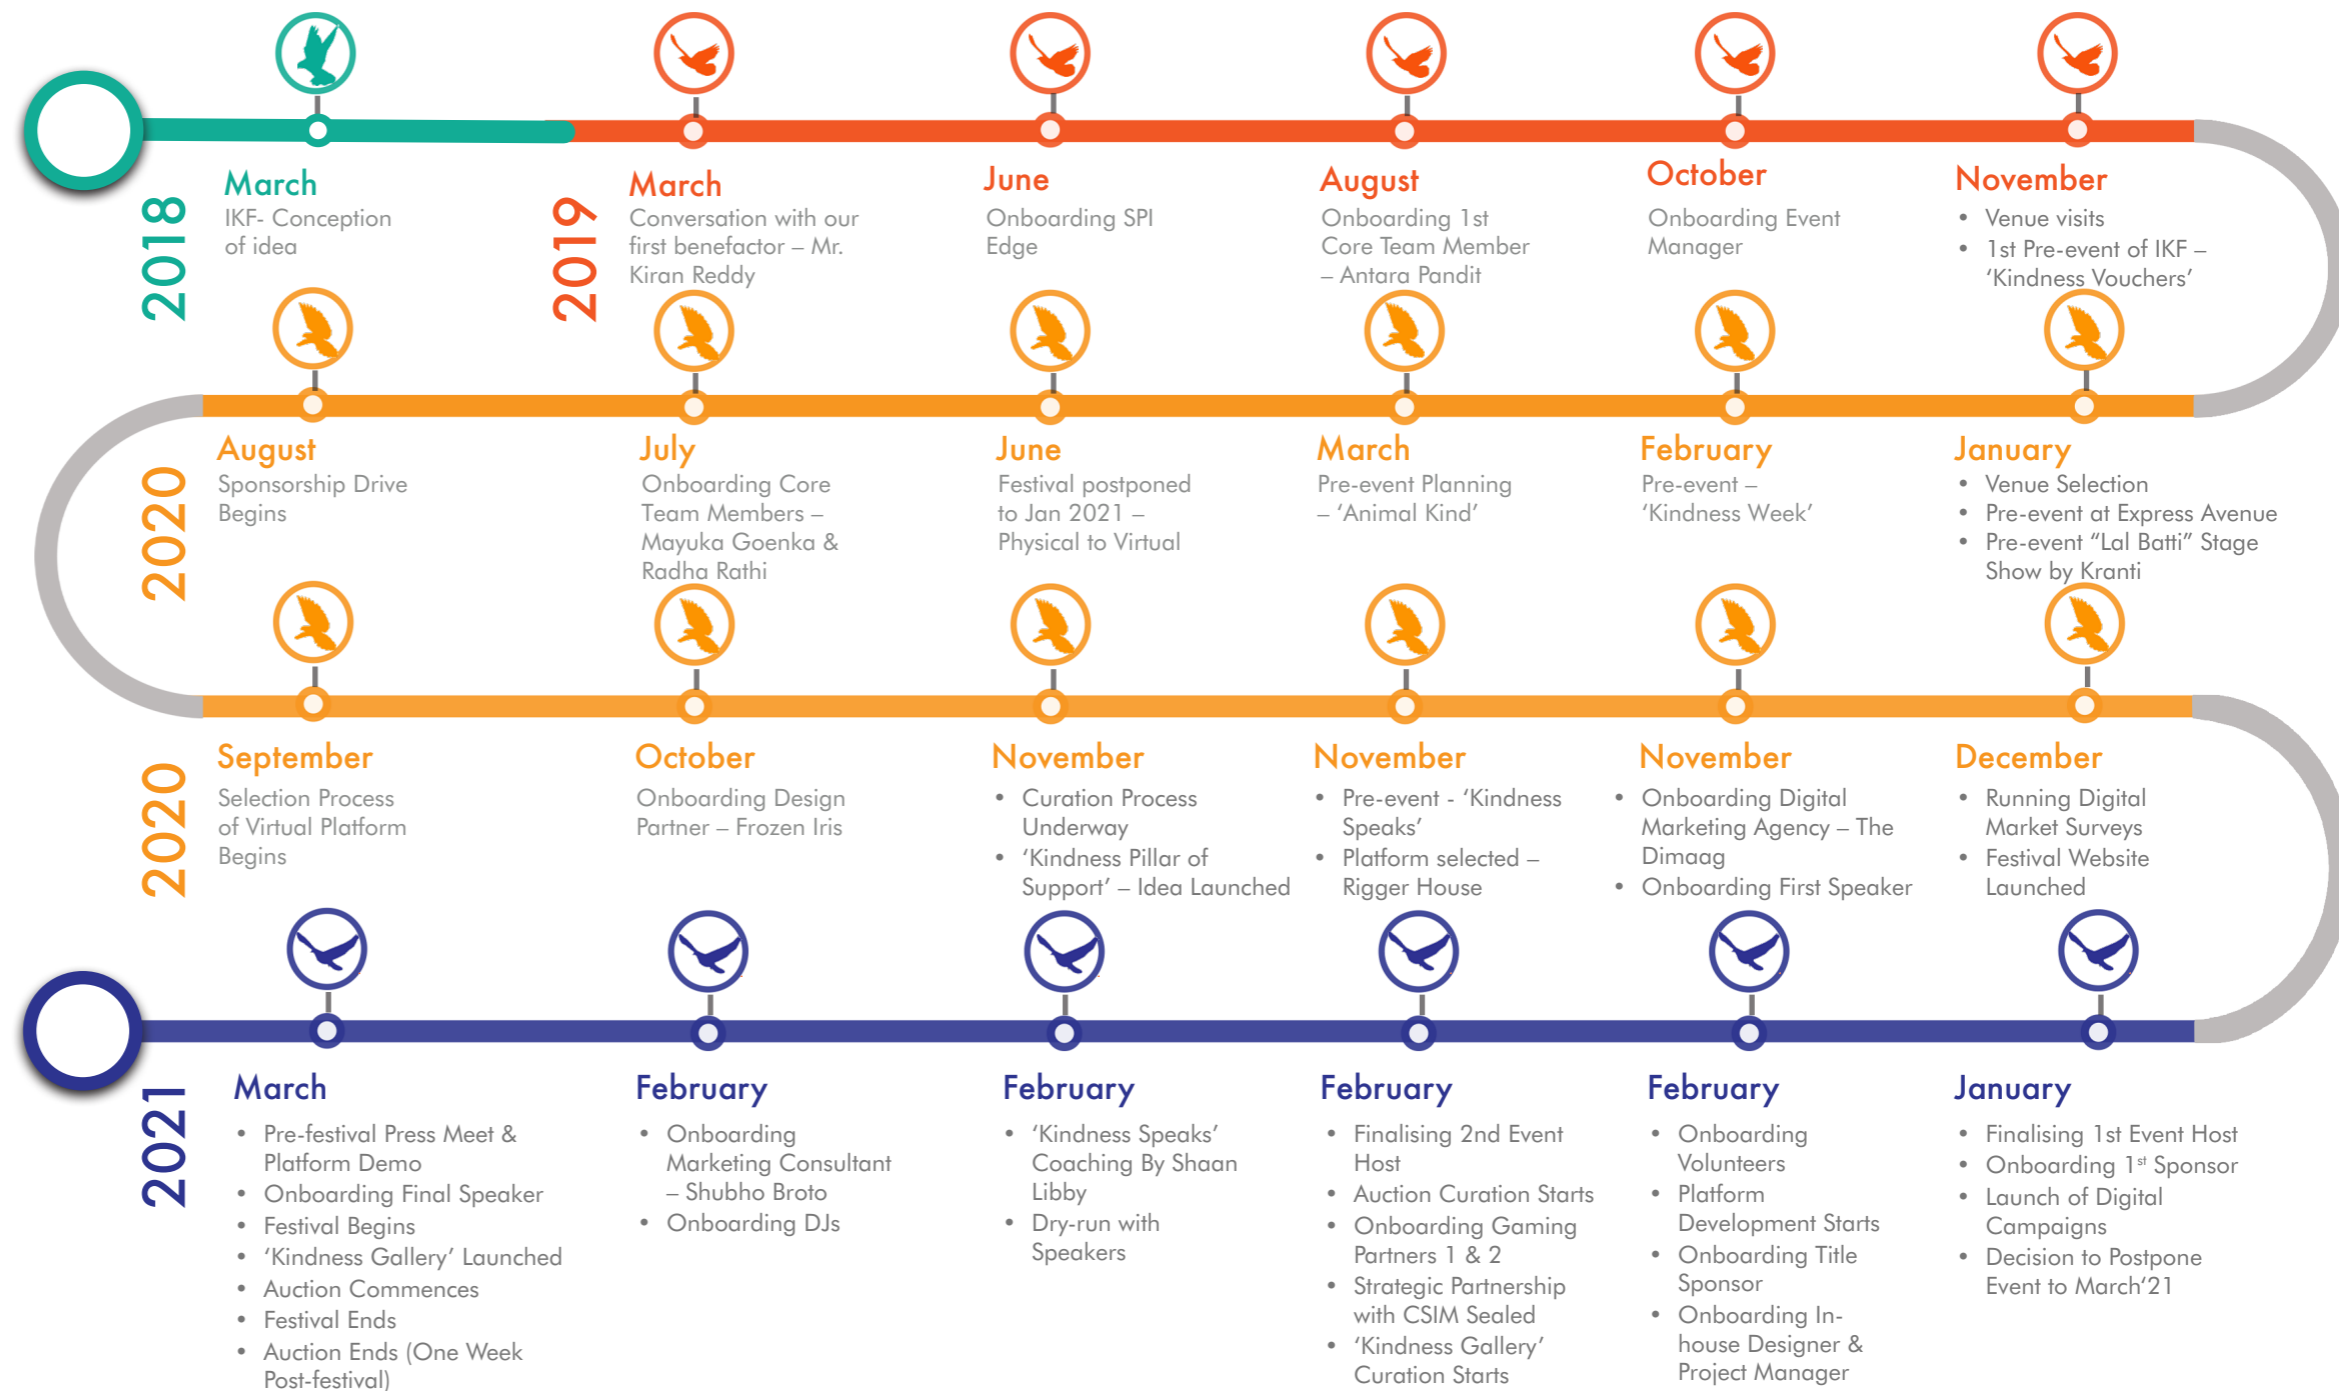 2018
March
IKF- Conception
of idea
2019
March
Conversation with our
first benefactor – Mr.
Kiran Reddy
June
Onboarding SPI
Edge
August
Onboarding 1st
Core Team Member
– Antara Pandit
October
Onboarding Event
Manager
November
• Venue visits
• 1st Pre-event of IKF –
‘Kindness Vouchers’
2020
August
Sponsorship Drive
Begins
July
Onboarding Core
Team Members –
Mayuka Goenka &
Radha Rathi
June
Festival postponed
to Jan 2021 –
Physical to Virtual
March
Pre-event Planning
– ‘Animal Kind’
February
Pre-event –
‘Kindness Week’
January
• Venue Selection
• Pre-event at Express Avenue
• Pre-event “Lal Batti” Stage
Show by Kranti
2020
September
Selection Process
of Virtual Platform
Begins
October
Onboarding Design
Partner – Frozen Iris
November
• Curation Process
Underway
• ‘Kindness Pillar of
Support’ – Idea Launched
November
• Pre-event - ‘Kindness
Speaks’
• Platform selected –
Rigger House
November
• Onboarding Digital
Marketing Agency – The
Dimaag
• Onboarding First Speaker
December
• Running Digital
Market Surveys
• Festival Website
Launched
2021
March
• Pre-festival Press Meet &
Platform Demo
• Onboarding Final Speaker
• Festival Begins
• ‘Kindness Gallery’ Launched
• Auction Commences
• Festival Ends
• Auction Ends (One Week
Post-festival)
February
• Onboarding
Marketing Consultant
– Shubho Broto
• Onboarding DJs
February
• ‘Kindness Speaks’
Coaching By Shaan
Libby
• Dry-run with
Speakers
February
• Finalising 2nd Event
Host
• Auction Curation Starts
• Onboarding Gaming
Partners 1 & 2
• Strategic Partnership
with CSIM Sealed
• ‘Kindness Gallery’
Curation Starts
February
• Onboarding
Volunteers
• Platform
Development Starts
• Onboarding Title
Sponsor
• Onboarding In-
house Designer &
Project Manager
January
• Finalising 1st Event Host
• Onboarding 1st Sponsor
• Launch of Digital
Campaigns
• Decision to Postpone
Event to March‘21